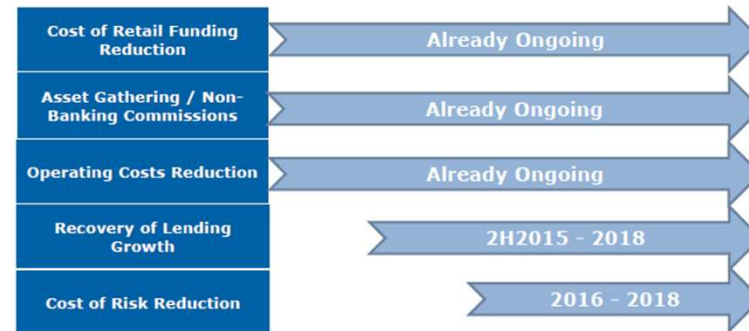 Cost of Retail Funding
Reduction
Already Ongoing
Asset Gathering / Non-
Banking Commissions
Already Ongoing
Operating Costs Reduction
Already Ongoing
Recovery of Lending
Growth
2H2015 - 2018
Cost of Risk Reduction
2016 - 2018